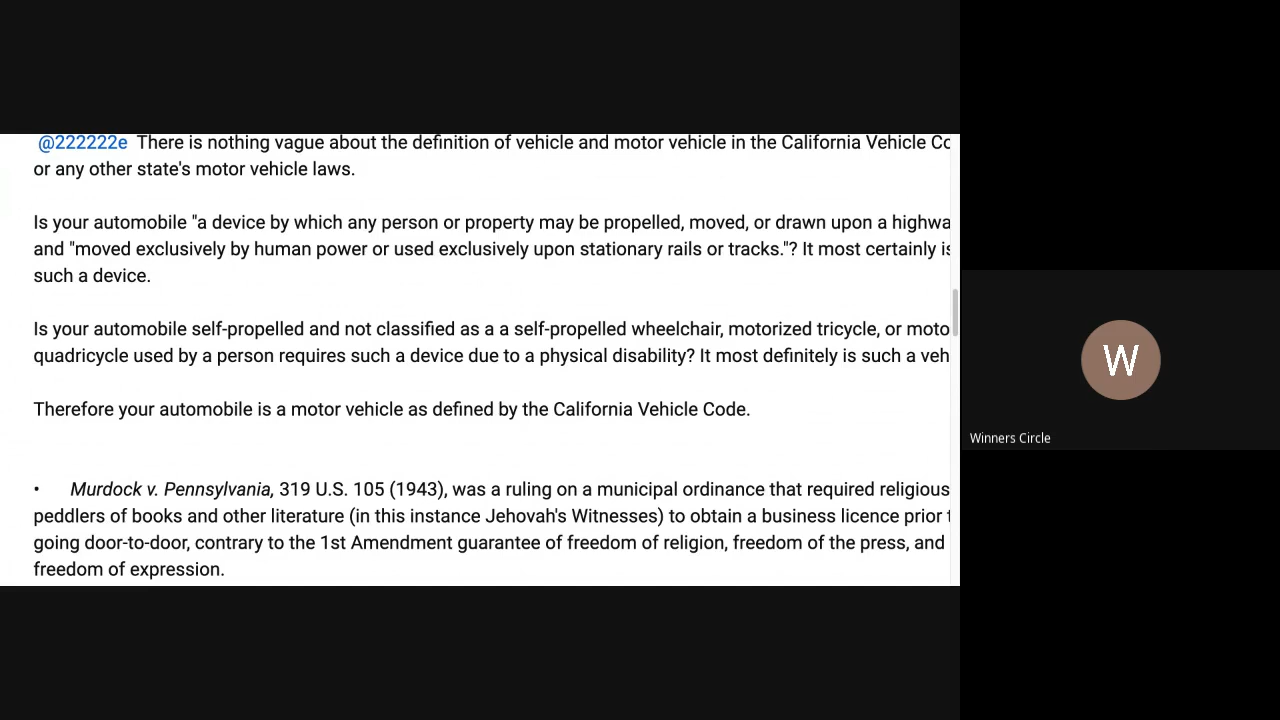 @222222e There is nothing vague about the definition of vehicle and motor vehicle in the California Vehicle
or any other state's motor vehicle laws.
Is your automobile "a device by which any person or property may be propelled, moved, or drawn upon a
and "moved exclusively by human power or used exclusively upon stationary rails or tracks."? It most certainly is
such a device.
Is your automobile self-propelled and not classified as a a self-propelled wheelchair, motorized tricycle, or
quadricycle used by a person requires such a device due to a physical disability? It most definitely is such a
Therefore your automobile is a motor vehicle as defined by the California Vehicle Code.
• Murdock v. Pennsylvania, 319 U.S. 105 (1943), was a ruling on a municipal ordinance that required religious
peddlers of books and other literature (in this instance Jehovah's Witnesses) to obtain a business licence prior
going door-to-door, contrary to the 1st Amendment guarantee of freedom of religion, freedom of the press, and
freedom of expression.
W
Winners Circle